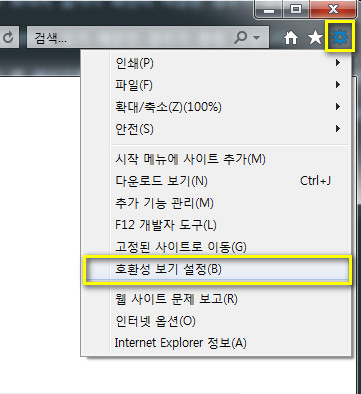 검색...
인쇄(P)
파일(F)
확대/축소(Z)(100%)
안전(S)
시작 메뉴에 사이트 추가(M)
다운로드 보기(N) Ctrl+J
추가 기능 관리(M)
F12 개발자 도구(L)
고정된 사이트로 이동(G)
호환성 보기 설정(B)
웹 사이트 문제 보고(R)
인터넷 옵션(O)
Internet Explorer 정보(A)